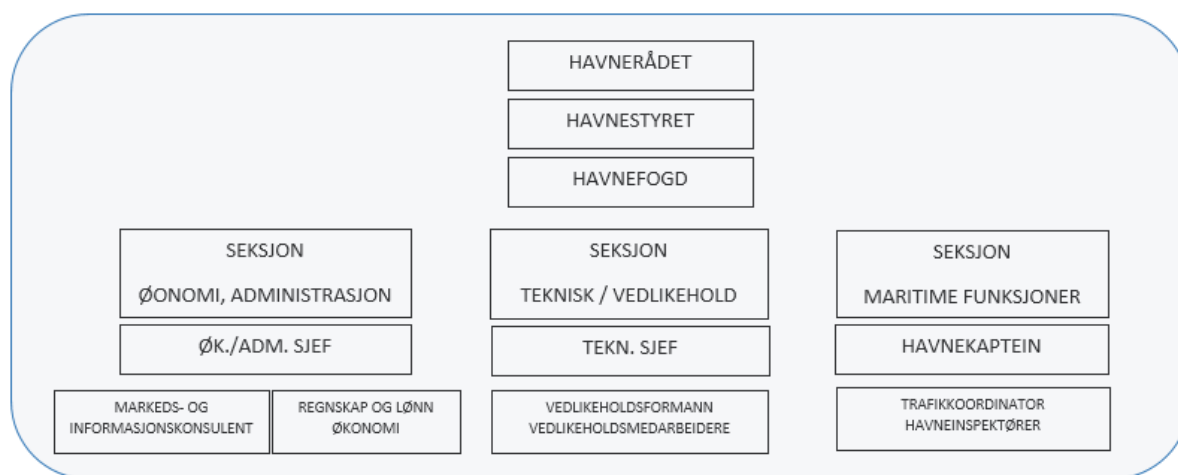 HAVNERÅDET
HAVNESTYRET
HAVNEFOGD
SEKSJON
ØONOMI, ADMINISTRASJON
ØK./ADM. SJEF
MARKEDS- OG
INFORMASJONSKONSULENT
REGNSKAP OG LØNN
ØKONOMI
SEKSJON
TEKNISK / VEDLIKEHOLD
TEKN. SJEF
VEDLIKEHOLDSFORMANN
VEDLIKEHOLDSMEDARBEIDERE
SEKSJON
MARITIME FUNKSJONER
HAVNEKAPTEIN
TRAFIKKOORDINATOR
HAVNEINSPEKTØRER